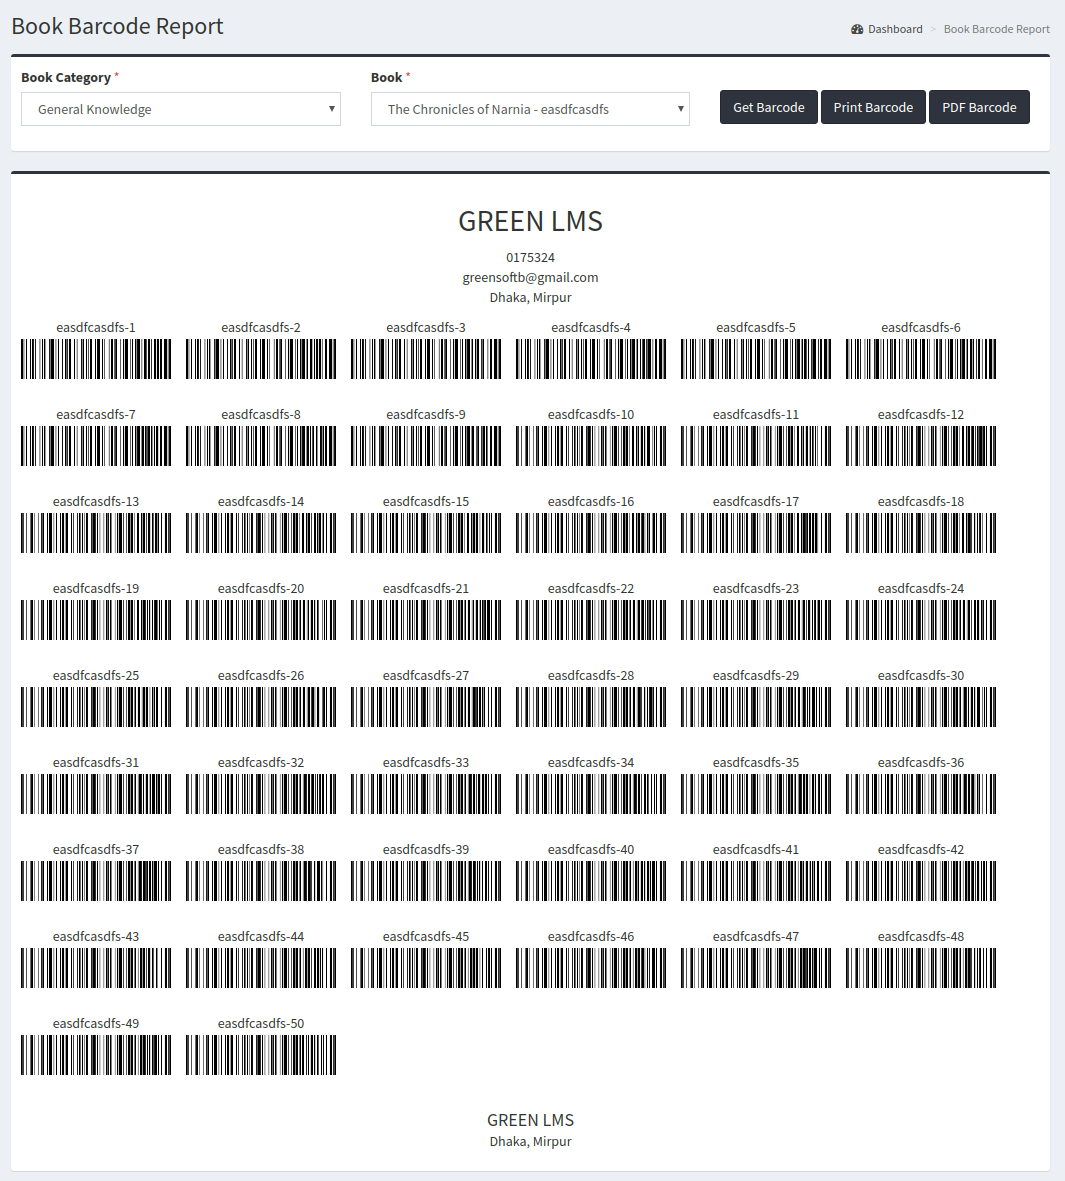 Book Barcode Report
Dashboard > Book Barcode Report
Book Category * Book *
General Knowledge The Chronicles of Narnia - easdfcasdfs Get Barcode Print Barcode PDF Barcode
GREEN LMS
0175324
greensoftb@gmail.com
Dhaka, Mirpur
easdfcasdfs-1 easdfcasdfs-2 easdfcasdfs-3 easdfcasdfs-4 easdfcasdfs-5 easdfcasdfs-6
easdfcasdfs-7 easdfcasdfs-8 easdfcasdfs-9 easdfcasdfs-10 easdfcasdfs-11 easdfcasdfs-12
easdfcasdfs-13 easdfcasdfs-14 easdfcasdfs-15 easdfcasdfs-16 easdfcasdfs-17 easdfcasdfs-18
easdfcasdfs-19 easdfcasdfs-20 easdfcasdfs-21 easdfcasdfs-22 easdfcasdfs-23 easdfcasdfs-24
easdfcasdfs-25 easdfcasdfs-26 easdfcasdfs-27 easdfcasdfs-28 easdfcasdfs-29 easdfcasdfs-30
easdfcasdfs-31 easdfcasdfs-32 easdfcasdfs-33 easdfcasdfs-34 easdfcasdfs-35 easdfcasdfs-36
easdfcasdfs-37 easdfcasdfs-38 easdfcasdfs-39 easdfcasdfs-40 easdfcasdfs-41 easdfcasdfs-42
easdfcasdfs-43 easdfcasdfs-44 easdfcasdfs-45 easdfcasdfs-46 easdfcasdfs-47 easdfcasdfs-48
easdfcasdfs-49 easdfcasdfs-50
GREEN LMS
Dhaka, Mirpur